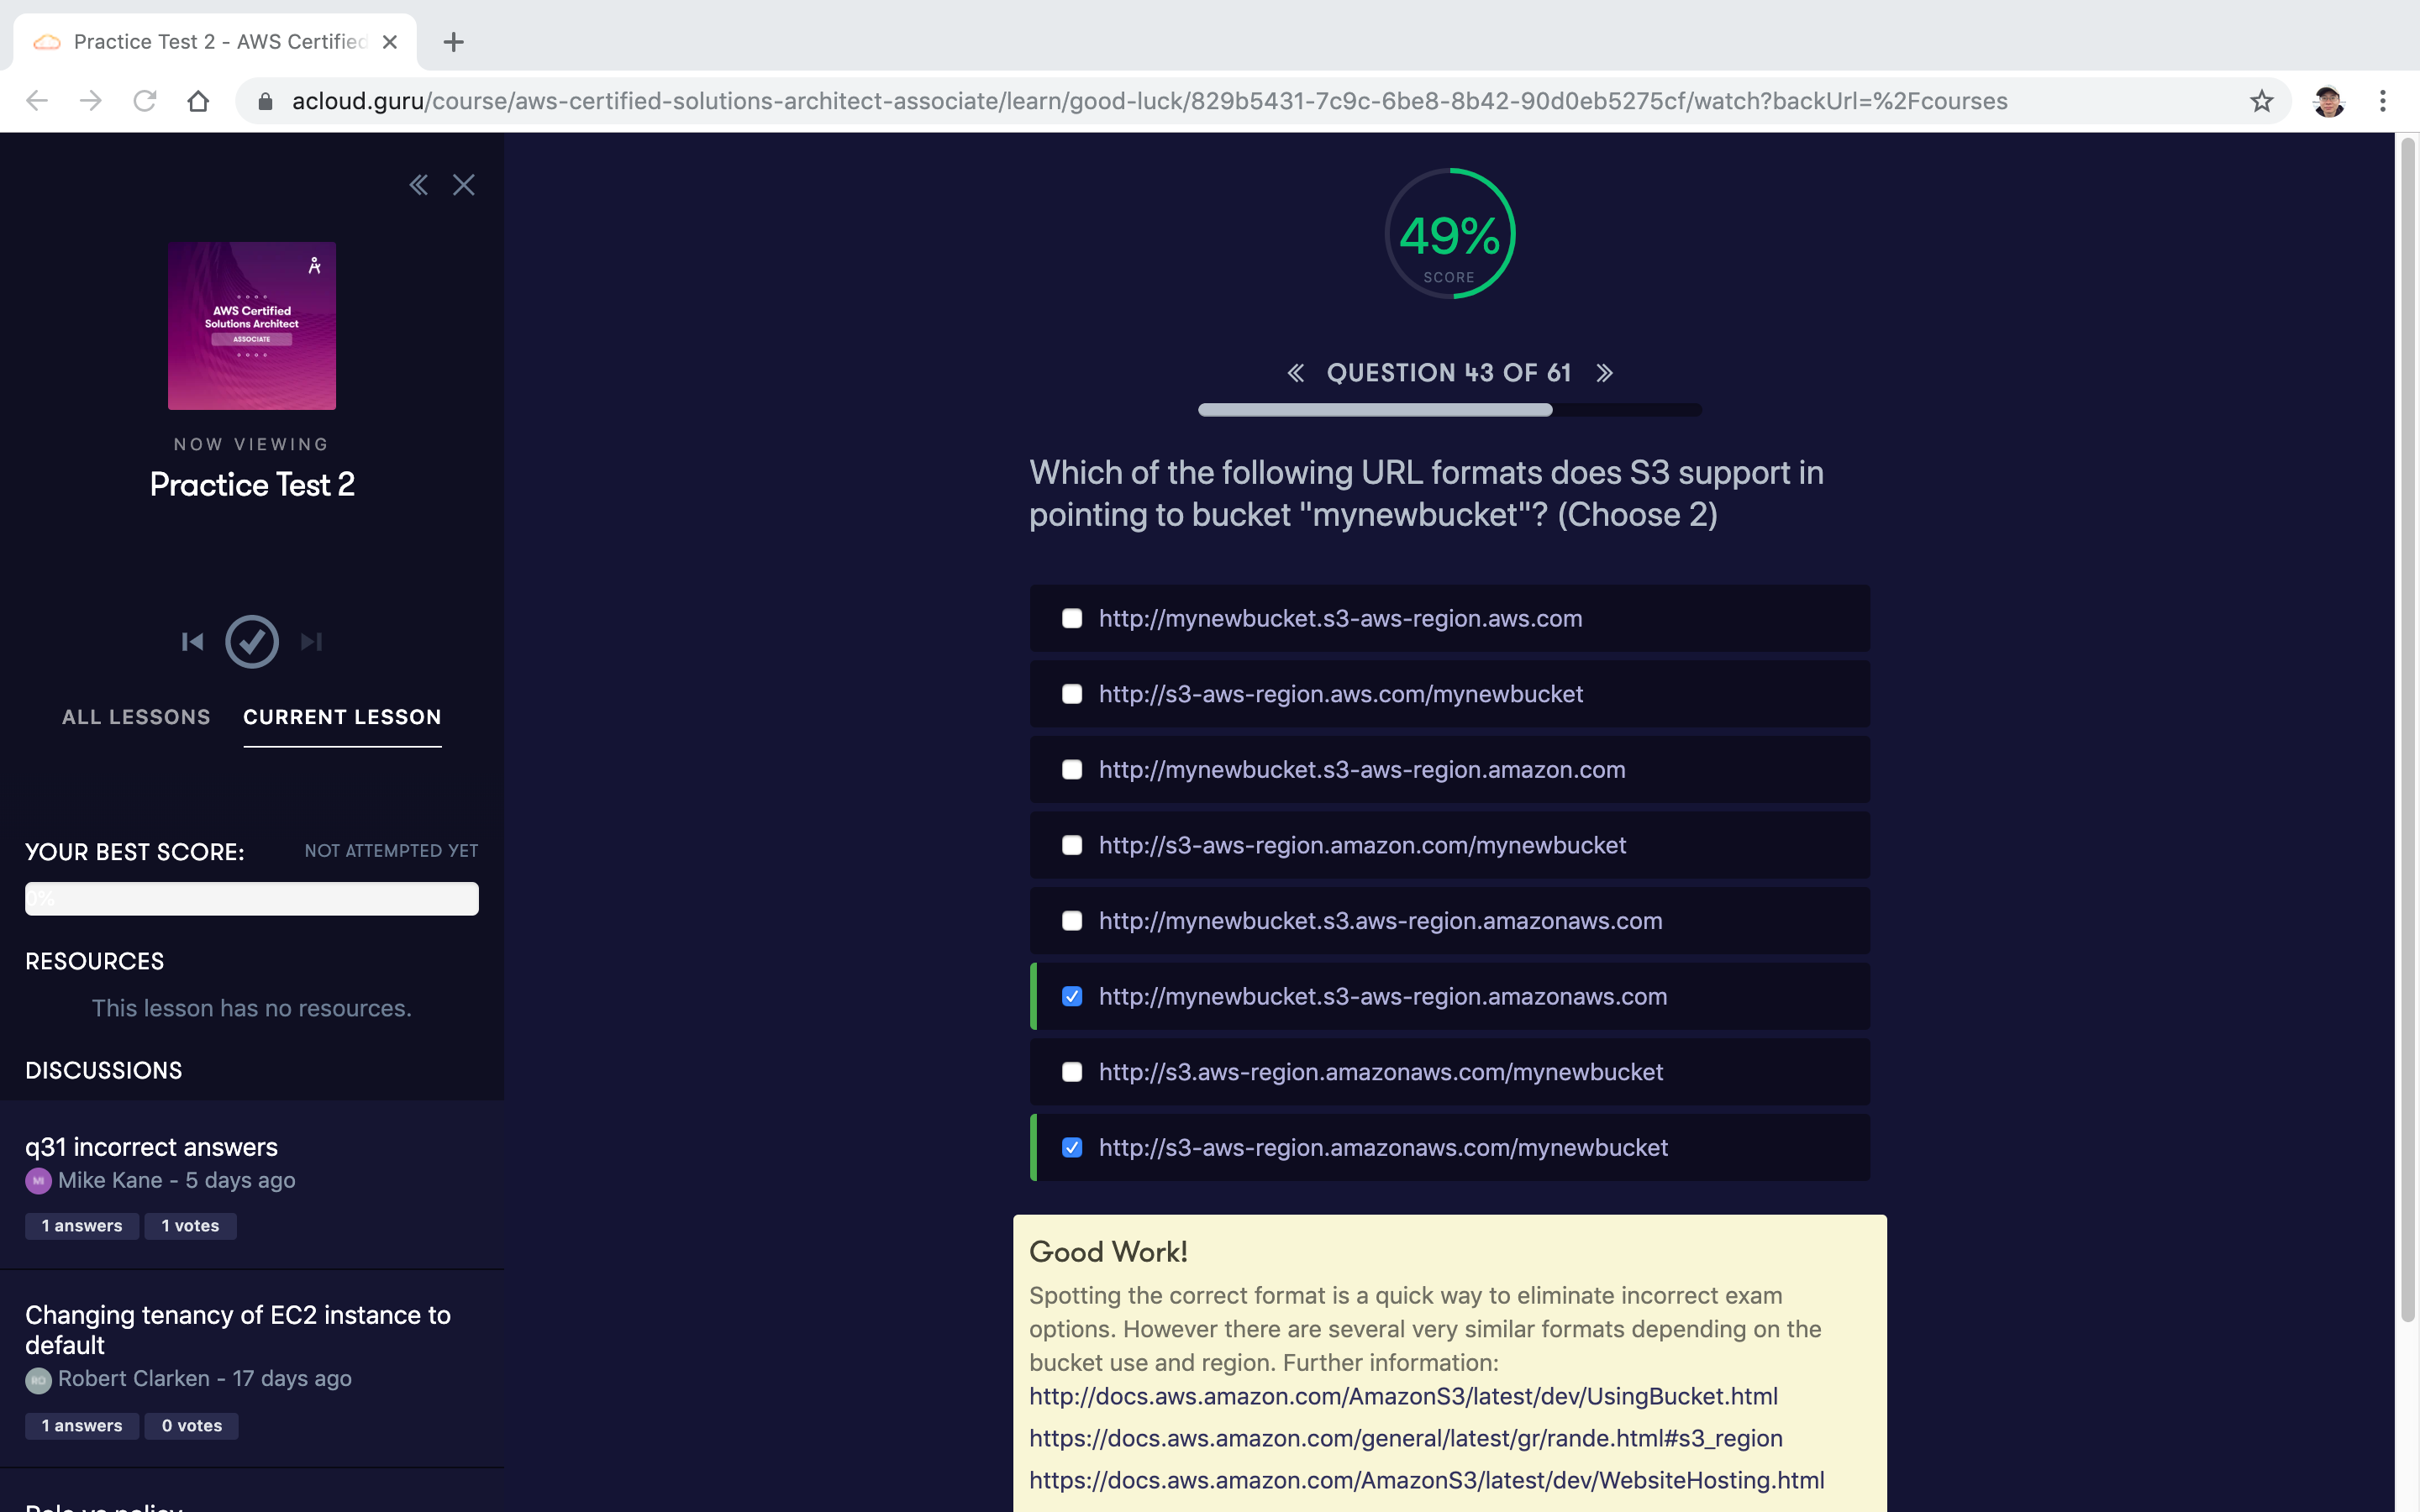 Practice Test 2 - AWS Certified
acloud.guru/course/aws-certified-solutions-architect-associate/learn/good-luck/829b5431-7c9c-6be8-8b42-90d0eb5275cf/watch?backUrl=%2Fcourses
AWS Certified
Solutions Architect
ASSOCIATE
NOW VIEWING
Practice Test 2
ALL LESSONS
CURRENT LESSON
YOUR BEST SCORE:
NOT ATTEMPTED YET
0%
RESOURCES
This lesson has no resources.
DISCUSSIONS
q31 incorrect answers
MI
Mike Kane - 5 days ago
1 answers
1 votes
Changing tenancy of EC2 instance to
default
RO
Robert Clarken - 17 days ago
1 answers
0 votes
Role vs policy
49%
SCORE
QUESTION 43 OF 61
Which of the following URL formats does S3 support in
pointing to bucket "mynewbucket"? (Choose 2)
http://mynewbucket.s3-aws-region.aws.com
http://s3-aws-region.aws.com/mynewbucket
http://mynewbucket.s3-aws-region.amazon.com
http://s3-aws-region.amazon.com/mynewbucket
http://mynewbucket.s3.aws-region.amazonaws.com
http://mynewbucket.s3-aws-region.amazonaws.com
http://s3.aws-region.amazonaws.com/mynewbucket
http://s3-aws-region.amazonaws.com/mynewbucket
Good Work!
Spotting the correct format is a quick way to eliminate incorrect exam
options. However there are several very similar formats depending on the
bucket use and region. Further information:
http://docs.aws.amazon.com/AmazonS3/latest/dev/UsingBucket.html
https://docs.aws.amazon.com/general/latest/gr/rande.html#s3_region
https://docs.aws.amazon.com/AmazonS3/latest/dev/WebsiteHosting.html